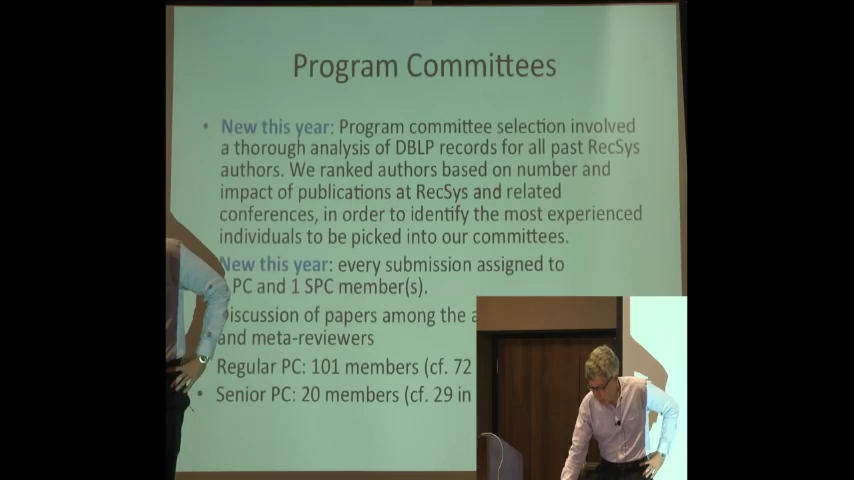 Program Committees
• New this year: Program committee selection involved
a thorough analysis of DBLP records for all past RecSys
authors. We ranked authors based on number and
impact of publications at RecSys and related
conferences, in order to identify the most experienced
individuals to be picked into our committees.
New this year: every submission assigned to
PC and 1 SPC member(s).
Discussion of papers among the
and meta-reviewers
Regular PC: 101 members (cf. 72
• Senior PC: 20 members (cf. 29 in